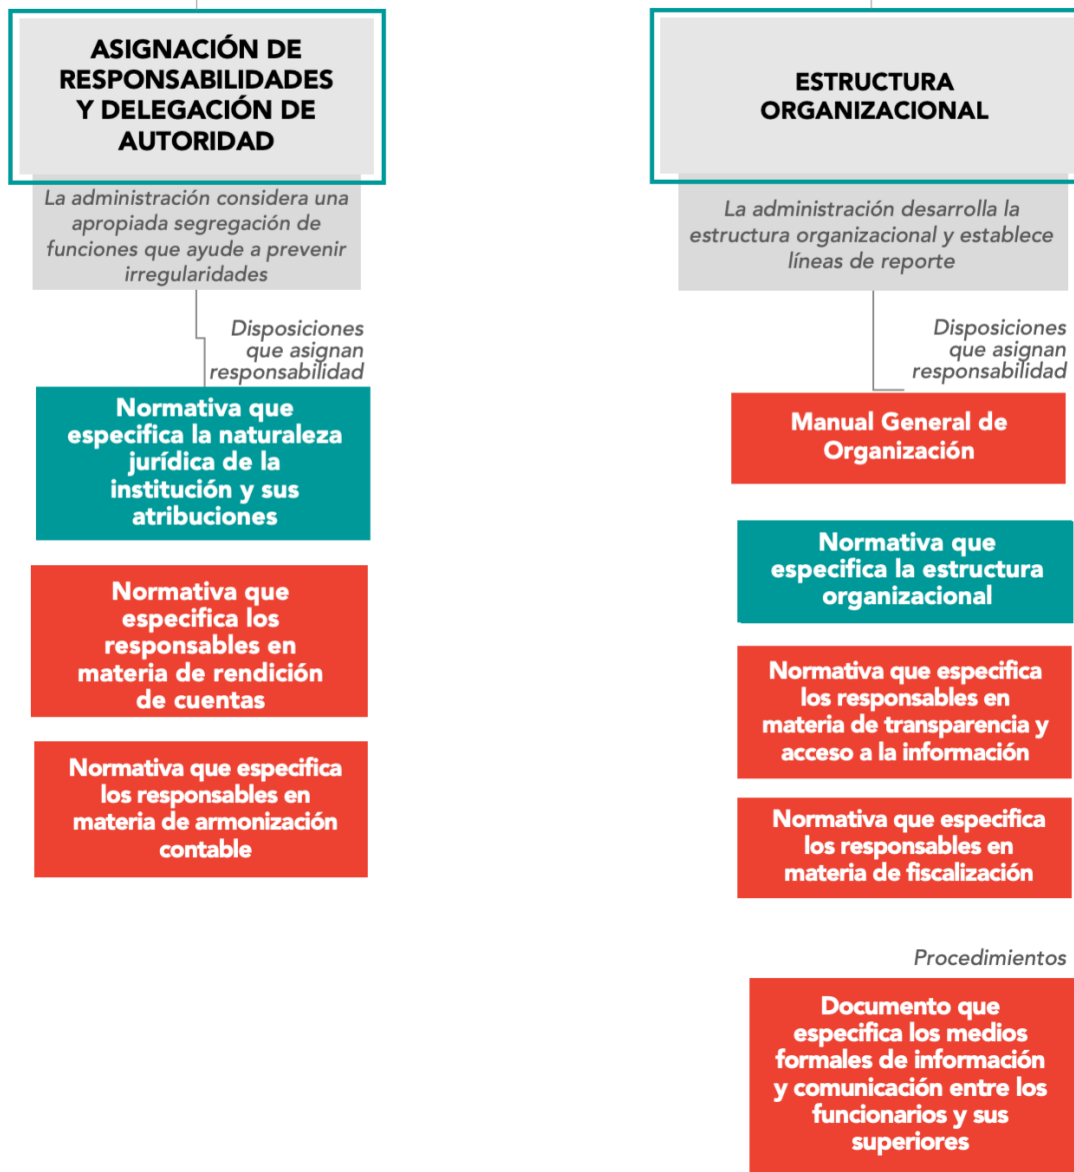 ASIGNACIÓN DE
RESPONSABILIDADES
Y DELEGACIÓN DE
AUTORIDAD
La administración considera una
apropiada segregación de
funciones que ayude a prevenir
irregularidades
Disposiciones
que asignan
responsabilidad
Normativa que
especifica la naturaleza
jurídica de la
institución y sus
atribuciones
Normativa que
especifica los
responsables en
materia de rendición
de cuentas
Normativa que especifica
los responsables en
materia de armonización
contable
ESTRUCTURA
ORGANIZACIONAL
La administración desarrolla la
estructura organizacional y establece
líneas de reporte
Disposiciones
que asignan
responsabilidad
Manual General de
Organización
Normativa que
especifica la estructura
organizacional
Normativa que especifica
los responsables en
materia de transparencia y
acceso a la información
Normativa que especifica
los responsables en
materia de fiscalización
Procedimientos
Documento que
especifica los medios
formales de información
y comunicación entre los
funcionarios y sus
superiores